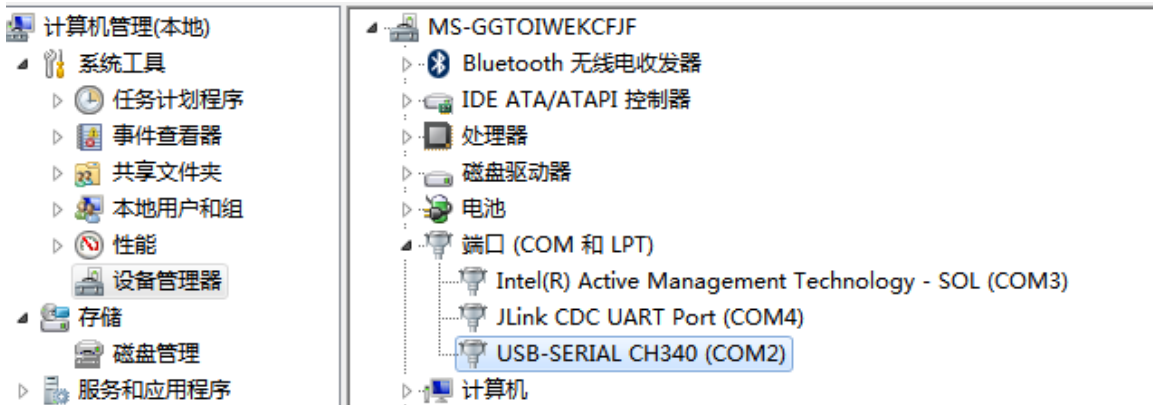 计算机管理(本地)
系统工具
任务计划程序
事件查看器
共享文件夹
本地用户和组
性能
设备管理器
存储
磁盘管理
服务和应用程序
MS-GGTOIWEKCFJF
Bluetooth 无线电收发器
IDE ATA/ATAPI 控制器
处理器
磁盘驱动器
电池
端口 (COM 和 LPT)
Intel(R) Active Management Technology - SOL (COM3)
JLink CDC UART Port (COM4)
USB-SERIAL CH340 (COM2)
计算机